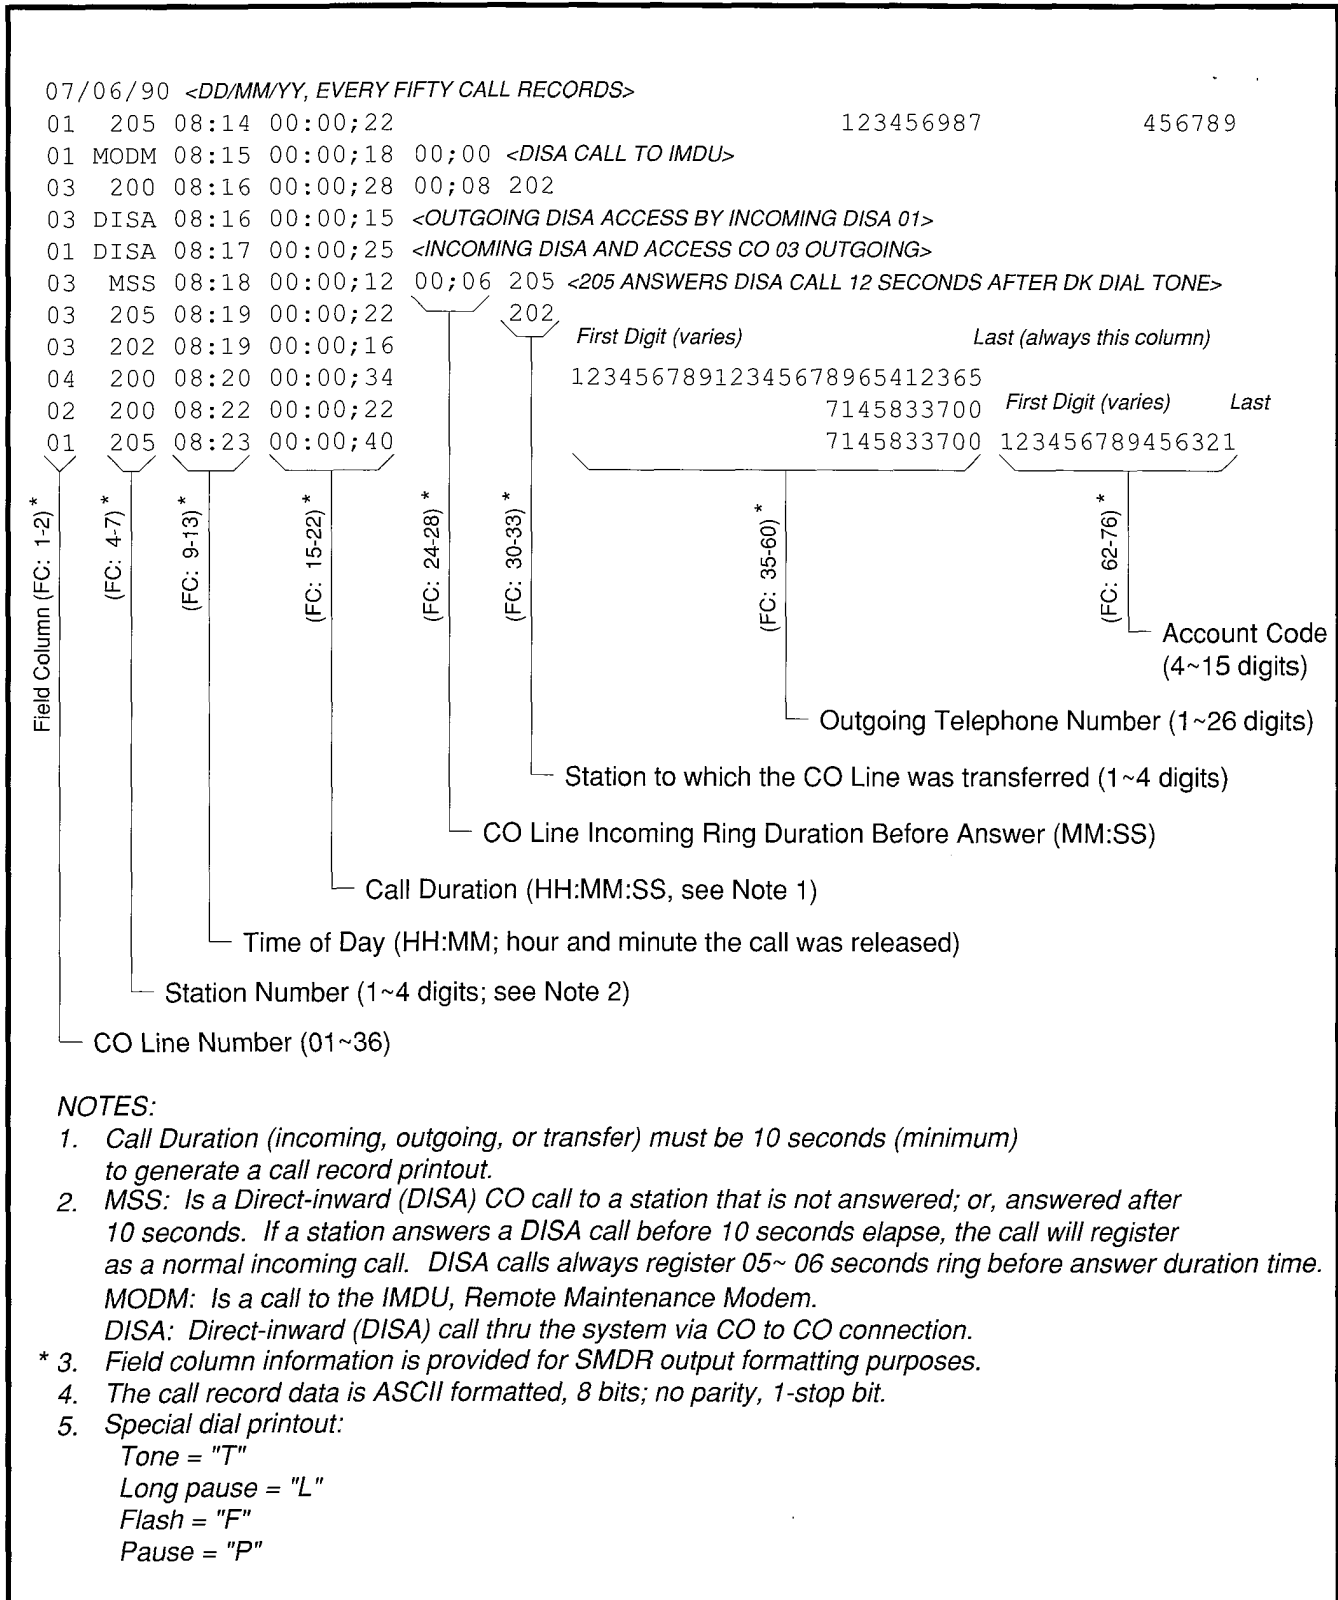 07/06/90 <DD/MM/YY, EVERY FIFTY CALL RECORDS>
01 205 08:14 00:00;22 123456987 456789
01 MODM 08:15 00:00;18 00;00 <DISA CALL TO IMDU>
03 200 08:16 00:00;28 00;08 202
03 DISA 08:16 00:00;15 <OUTGOING DISA ACCESS BY INCOMING DISA 01>
01 DISA 08:17 00:00;25 <INCOMING DISA AND ACCESS CO 03 OUTGOING>
03 MSS 08:18 00:00;12 00;06 205 <205 ANSWERS DISA CALL 12 SECONDS AFTER DK DIAL TONE>
03 205 08:19 00:00;22 202
First Digit (varies) Last (always this column)
03 202 08:19 00:00;16
04 200 08:20 00:00;34 12345678912345678965412365
02 200 08:22 00:00;22 7145833700 First Digit (varies) Last
01 205 08:23 00:00;40 7145833700 123456789456321
Field Column (FC: 1-2) *
(FC: 4-7) *
(FC: 9-13) *
(FC: 15-22) *
(FC: 24-28) *
(FC: 30-33) *
(FC: 35-60) *
(FC: 62-76) *
Account Code
(4~15 digits)
Outgoing Telephone Number (1~26 digits)
Station to which the CO Line was transferred (1~4 digits)
CO Line Incoming Ring Duration Before Answer (MM:SS)
Call Duration (HH:MM:SS, see Note 1)
Time of Day (HH:MM; hour and minute the call was released)
Station Number (1~4 digits; see Note 2)
CO Line Number (01~36)
NOTES:
1. Call Duration (incoming, outgoing, or transfer) must be 10 seconds (minimum)
to generate a call record printout.
2. MSS: Is a Direct-inward (DISA) CO call to a station that is not answered; or, answered after
10 seconds. If a station answers a DISA call before 10 seconds elapse, the call will register
as a normal incoming call. DISA calls always register 05~ 06 seconds ring before answer duration time.
MODM: Is a call to the IMDU, Remote Maintenance Modem.
DISA: Direct-inward (DISA) call thru the system via CO to CO connection.
* 3. Field column information is provided for SMDR output formatting purposes.
4. The call record data is ASCII formatted, 8 bits; no parity, 1-stop bit.
5. Special dial printout:
Tone = "T"
Long pause = "L"
Flash = "F"
Pause = "P"